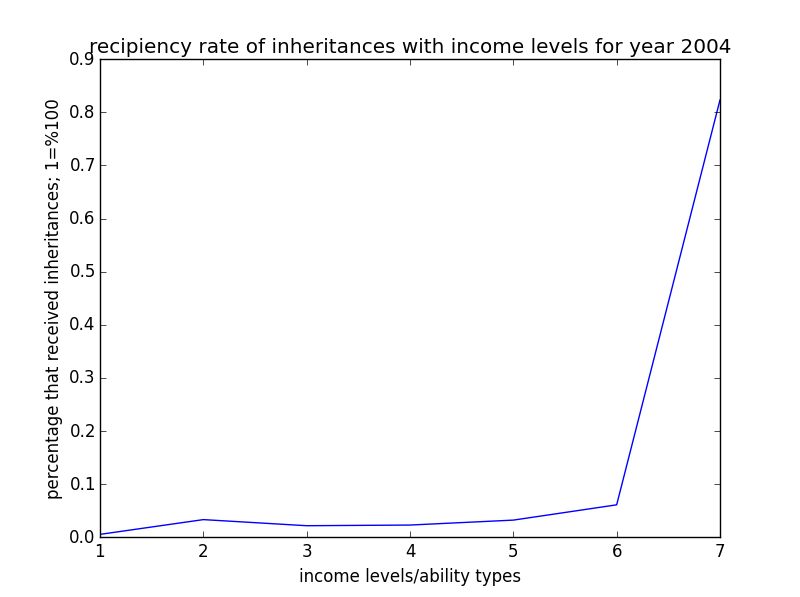 recipiency rate of inheritances with income levels for year 2004
percentage that received inheritances; 1=%100
0.9
0.8
0.7
0.6
0.5
0.4
0.3
0.2
0.1
0.0
1 2 3 4 5 6 7
income levels/ability types